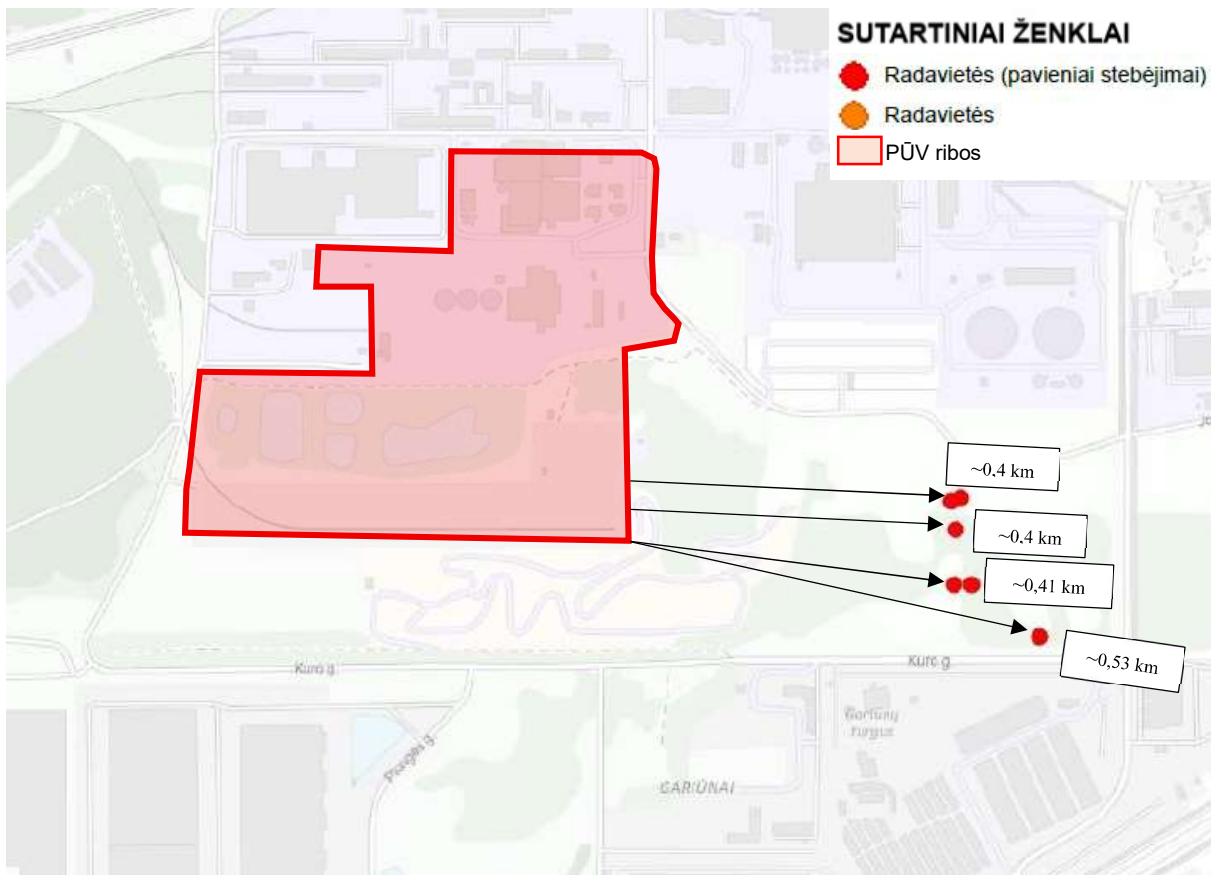 SUTARTINIAI ŽENKLAI
Radavietės (pavieniai stebėjimai)
Radavietės
PŪV ribos
~0,4 km
~0,4 km
~0,41 km
~0,53 km
Kuro g.
Kuro g.
Gariūnų
turgus
GARIŪNAI